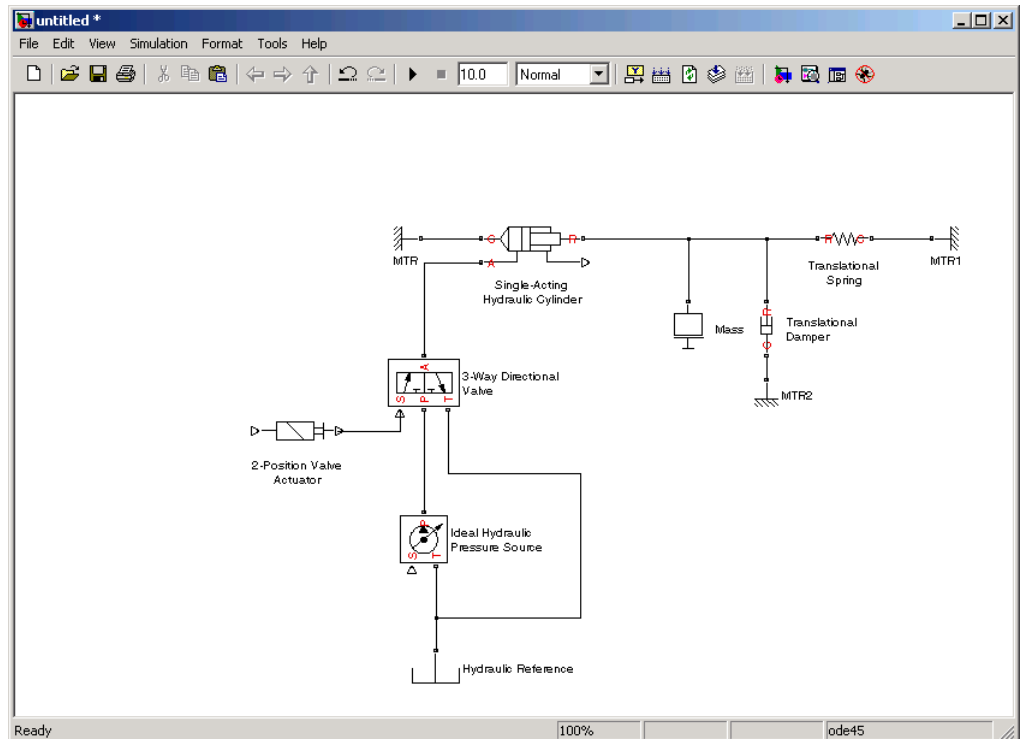 untitled *
File Edit View Simulation Format Tools Help
10.0 Normal
MTR
C
R
A
Single-Acting
Hydraulic Cylinder
R
C
Translational
Spring
MTR1
Mass
R
C
Translational
Damper
MTR2
A
S P T
3-Way Directional
Valve
2-Position Valve
Actuator
P
S T
Ideal Hydraulic
Pressure Source
Hydraulic Reference
Ready 100% ode45